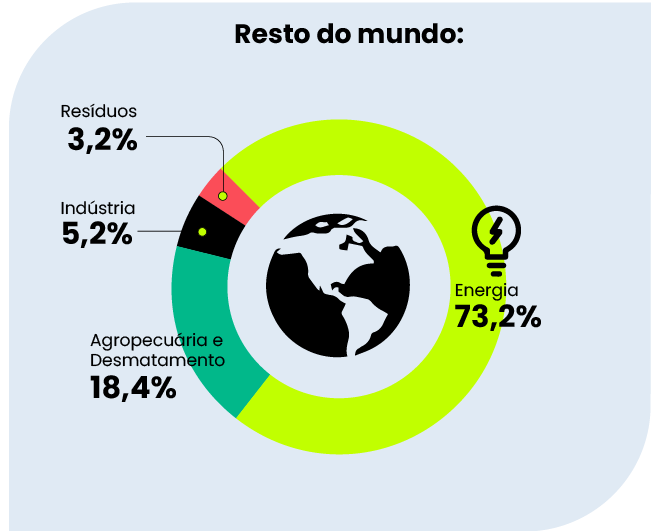 Resto do mundo:
Resíduos
3,2%
Indústria
5,2%
Energia
73,2%
Agropecuária e
Desmatamento
18,4%